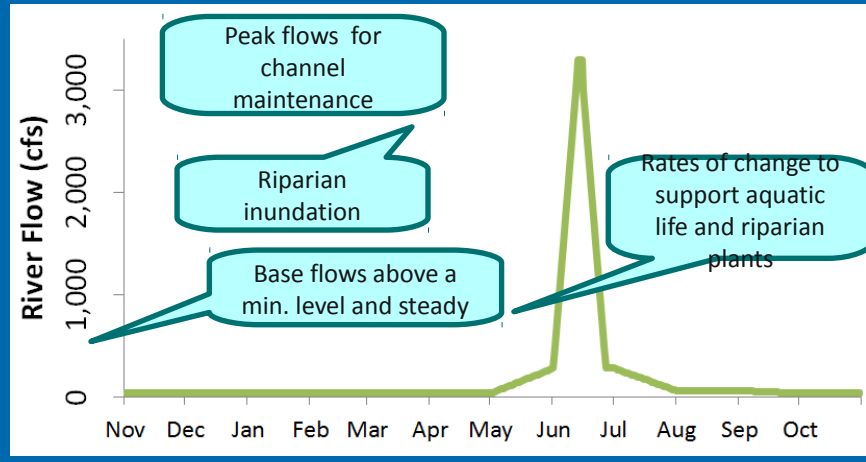 Peak flows for
channel
maintenance
Riparian
inundation
Base flows above a
min. level and steady
Rates of change to
support aquatic
life and riparian
plants
River Flow (cfs)
3,000
2,000
1,000
0
Nov Dec Jan Feb Mar Apr May Jun Jul Aug Sep Oct